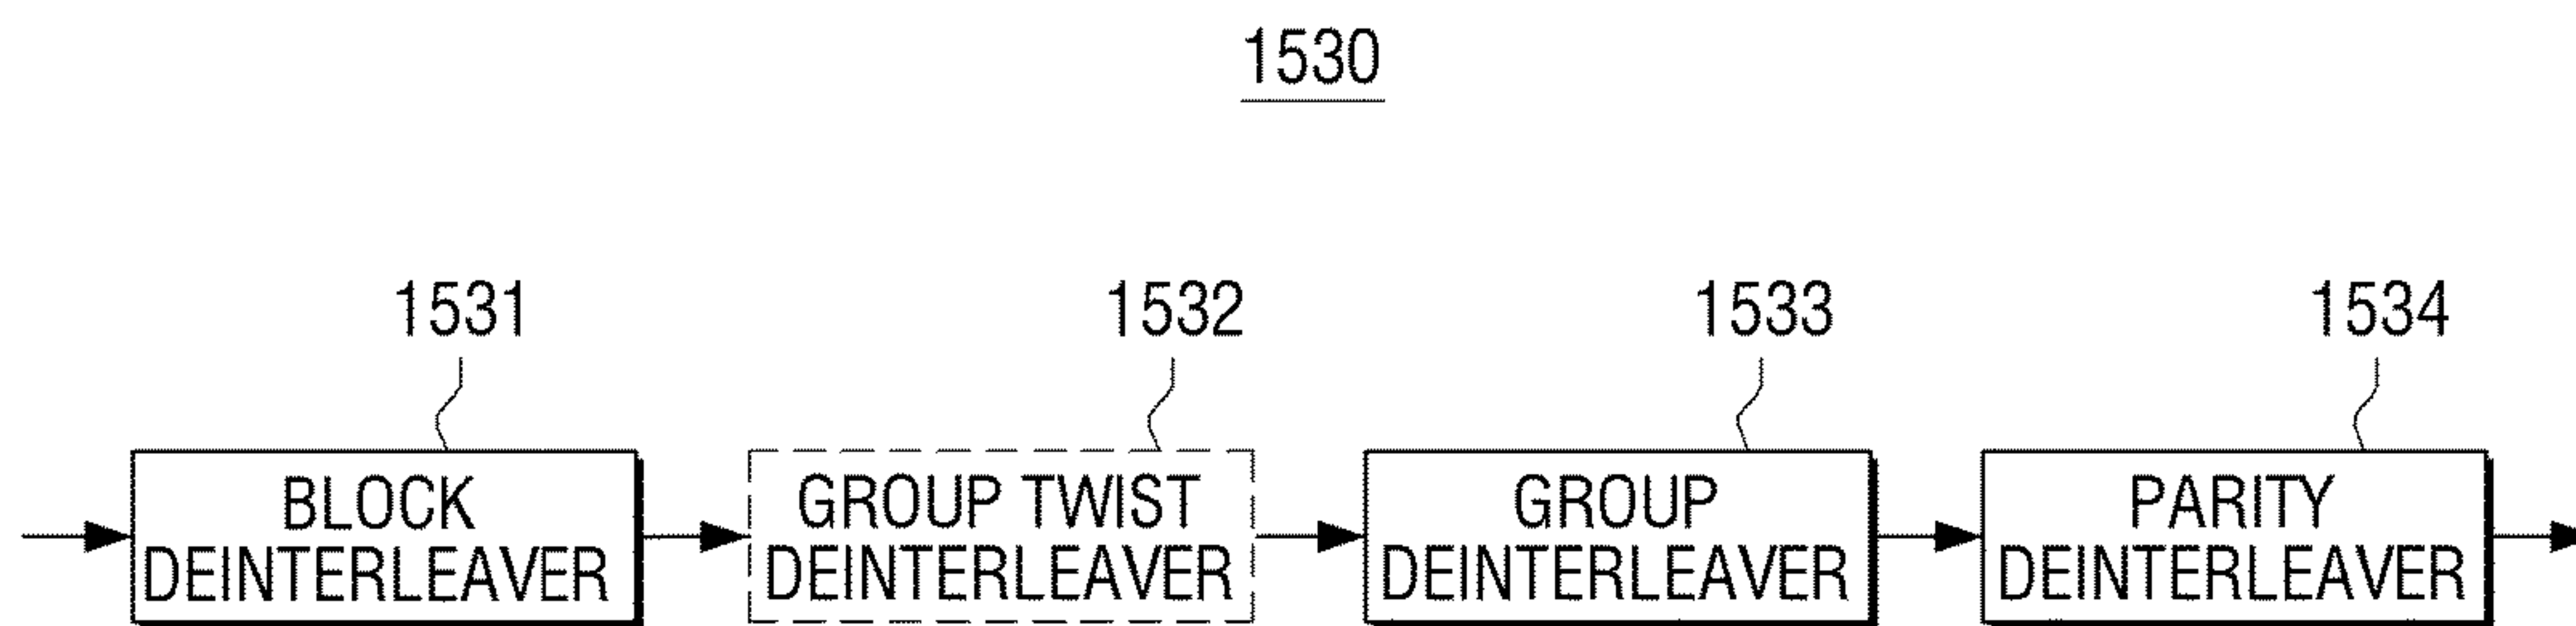 1530
1531
1532
1533
1534
BLOCK
DEINTERLEAVER
GROUP TWIST
DEINTERLEAVER
GROUP
DEINTERLEAVER
PARITY
DEINTERLEAVER